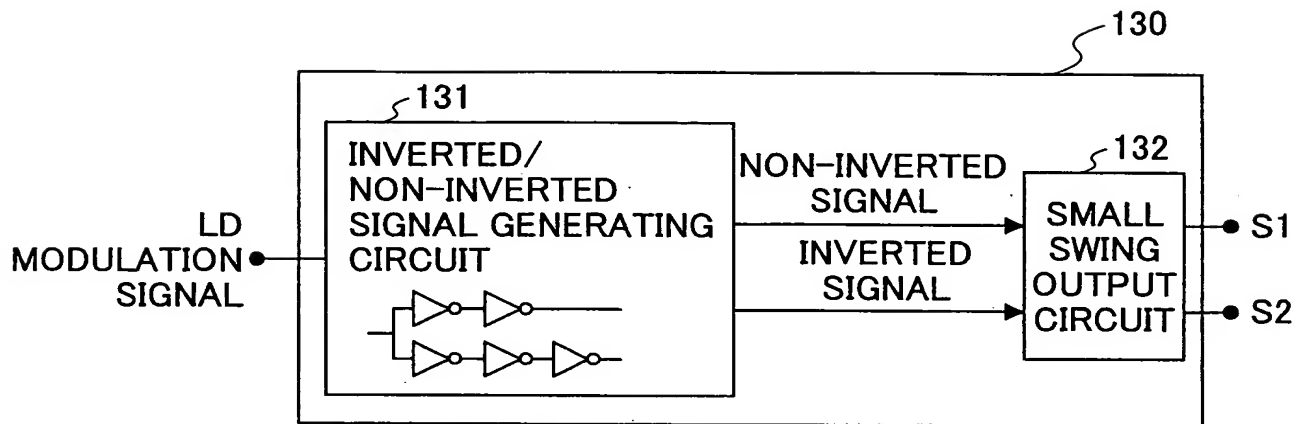 130
131
INVERTED/
NON-INVERTED
SIGNAL GENERATING
CIRCUIT
LD
MODULATION
SIGNAL
NON-INVERTED
SIGNAL
INVERTED
SIGNAL
132
SMALL
SWING
OUTPUT
CIRCUIT
S1
S2